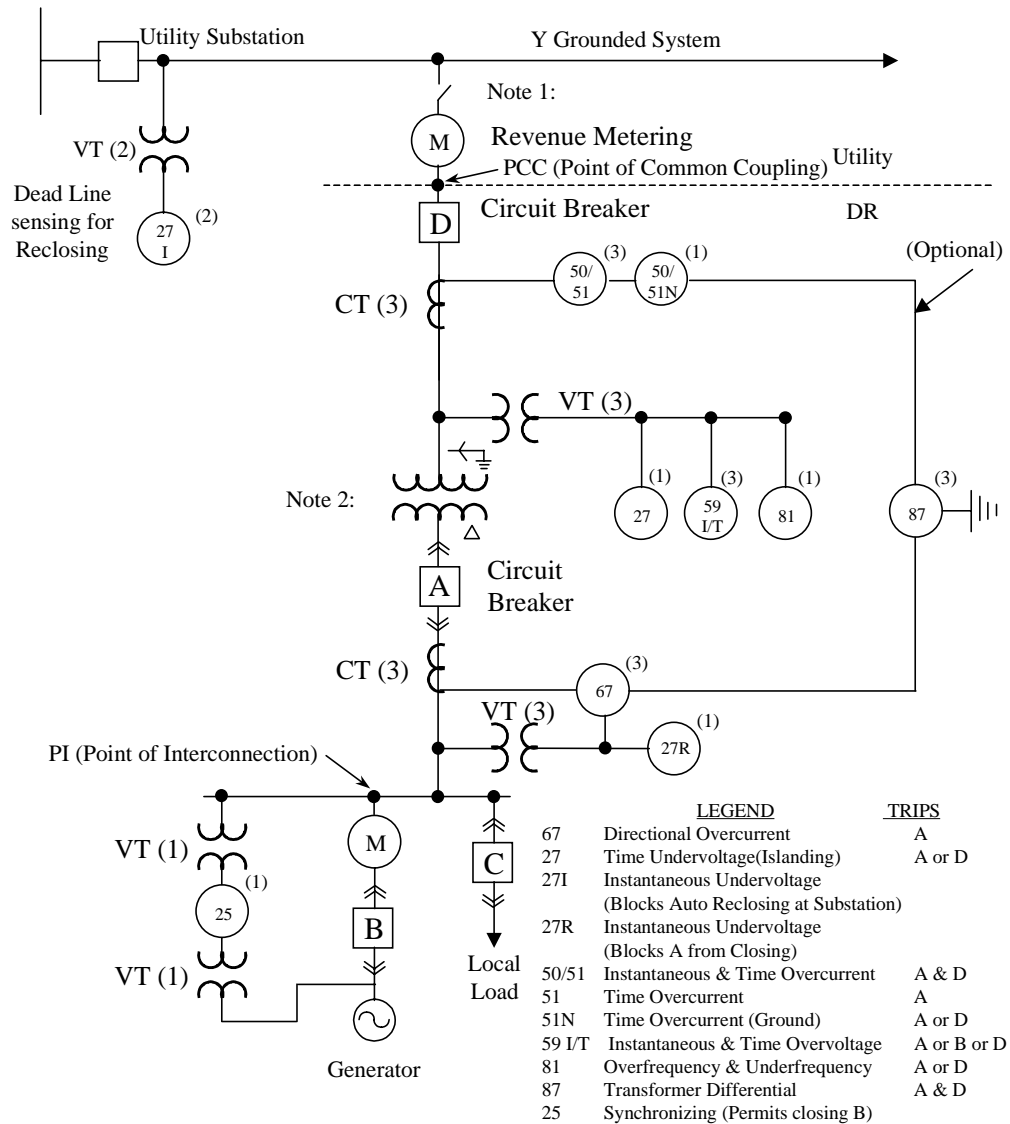 Utility Substation
Y Grounded System
Note 1:
VT (2)
M
Revenue Metering
PCC (Point of Common Coupling)
Utility
Dead Line
sensing for
Reclosing
27
I
(2)
D
Circuit Breaker
DR
(Optional)
CT (3)
50/
51
(3)
50/
51N
(1)
VT (3)
Note 2:
27
(1)
59
I/T
(3)
81
(1)
87
(3)
A
Circuit
Breaker
CT (3)
67
(3)
VT (3)
27R
(1)
PI (Point of Interconnection)
VT (1)
25
(1)
VT (1)
M
B
C
Local
Load
Generator
LEGEND TRIPS
67 Directional Overcurrent A
27 Time Undervoltage(Islanding) A or D
27I Instantaneous Undervoltage
(Blocks Auto Reclosing at Substation)
27R Instantaneous Undervoltage
(Blocks A from Closing)
50/51 Instantaneous & Time Overcurrent A & D
51 Time Overcurrent A
51N Time Overcurrent (Ground) A or D
59 I/T Instantaneous & Time Overvoltage A or B or D
81 Overfrequency & Underfrequency A or D
87 Transformer Differential A & D
25 Synchronizing (Permits closing B)